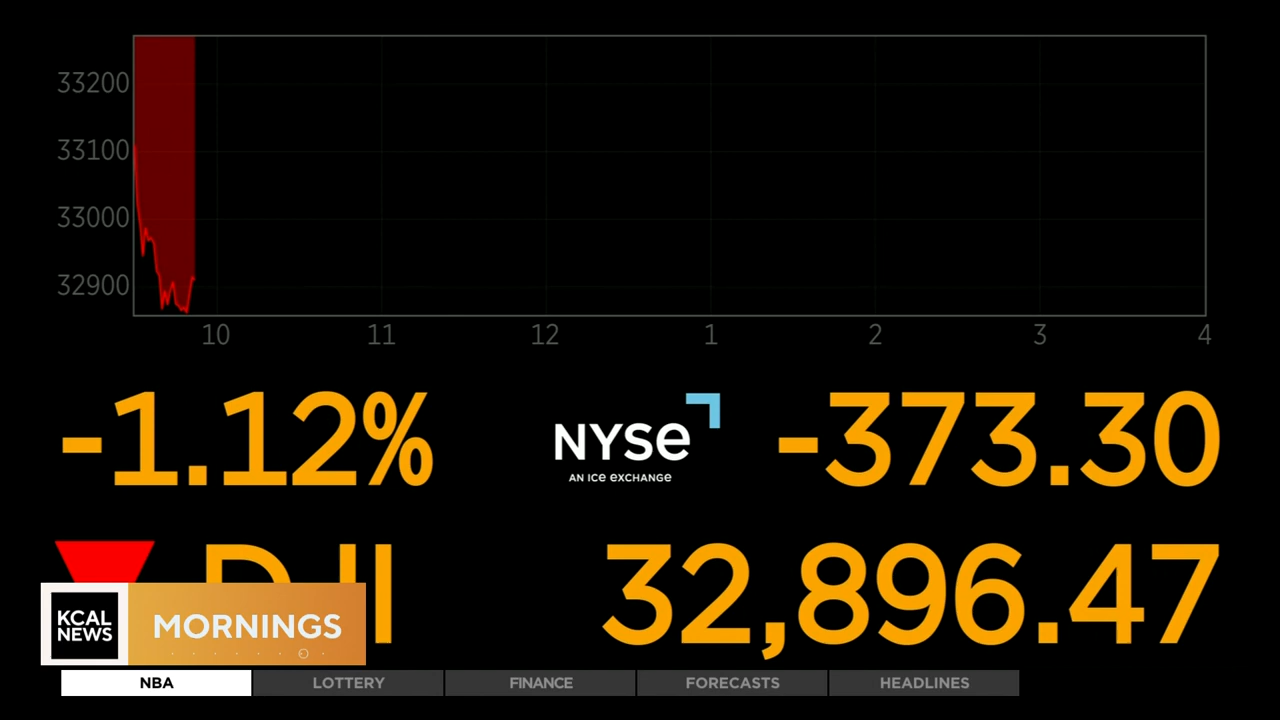 33200
33100
33000
32900
10 11 12 1 2 3 4
-1.12%
NYSE
AN ICE EXCHANGE
-373.30
DJI
32,896.47
KCAL
NEWS
MORNINGS
NBA LOTTERY FINANCE FORECASTS HEADLINES